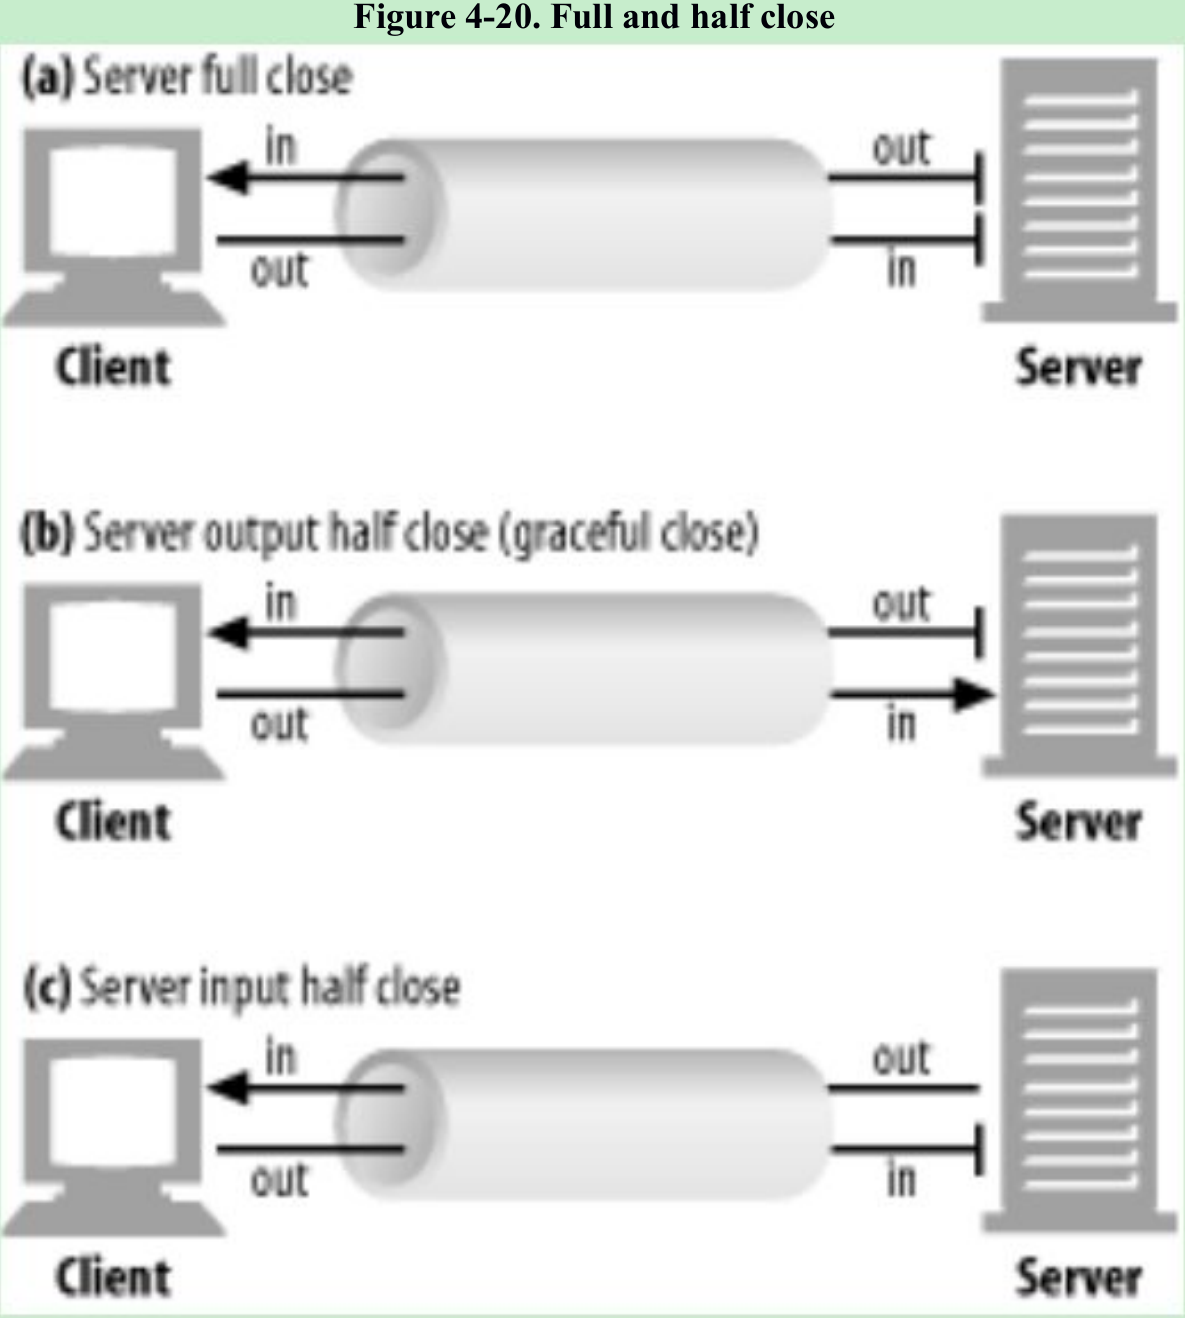 Figure 4-20. Full and half close
(a) Server full close
in
out
out
in
Client
Server
(b) Server output half close (graceful close)
in
out
out
in
Client
Server
(c) Server input half close
in
out
out
in
Client
Server